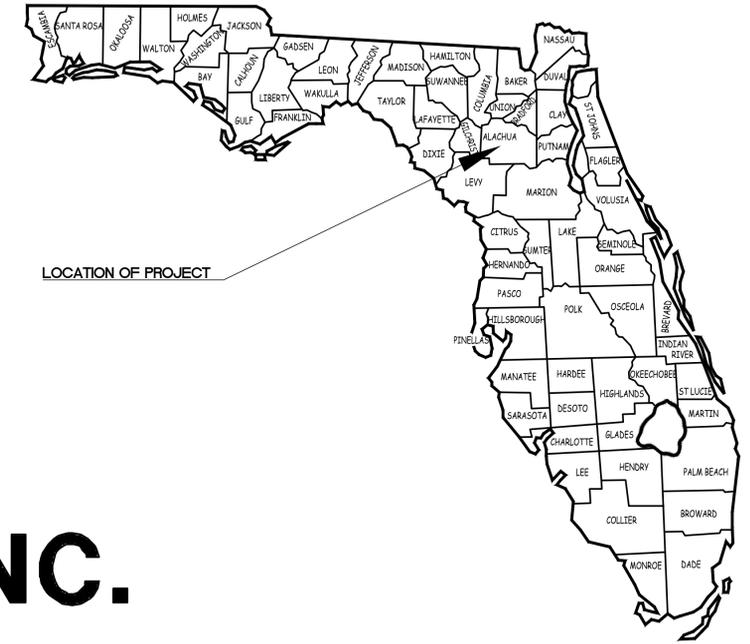 ESCAMBIA
SANTA ROSA
OKALOOSA
WALTON
HOLMES
WASHINGTON
JACKSON
BAY
CALHOUN
GULF
GADSEN
LIBERTY
FRANKLIN
LEON
WAKULLA
JEFFERSON
MADISON
TAYLOR
HAMILTON
SUWANNEE
LAFAYETTE
DIXIE
COLUMBIA
GILCHRIST
BAKER
UNION
BRADFORD
ALACHUA
NASSAU
DUVAL
CLAY
ST JOHNS
PUTNAM
FLAGLER
LEVY
MARION
VOLUSIA
CITRUS
SUMTER
LAKE
SEMINOLE
HERNANDO
ORANGE
LOCATION OF PROJECT
PASCO
POLK
OSCEOLA
BREVARD
HILLSBOROUGH
PINELLAS
INDIAN
RIVER
MANATEE
HARDEE
OKEECHOBEE
HIGHLANDS
ST LUCIE
SARASOTA
DESOTO
MARTIN
CHARLOTTE
GLADES
LEE
HENDRY
PALM BEACH
COLLIER
BROWARD
MONROE
DADE
NC.